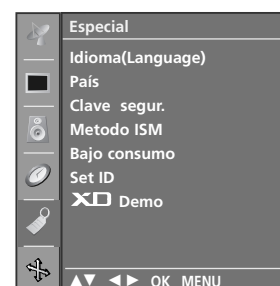 Especial
Idioma(Language)
País
Clave segur.
Metodo ISM
Bajo consumo
Set ID
XD Demo
▲▼ ◀▶ OK MENU